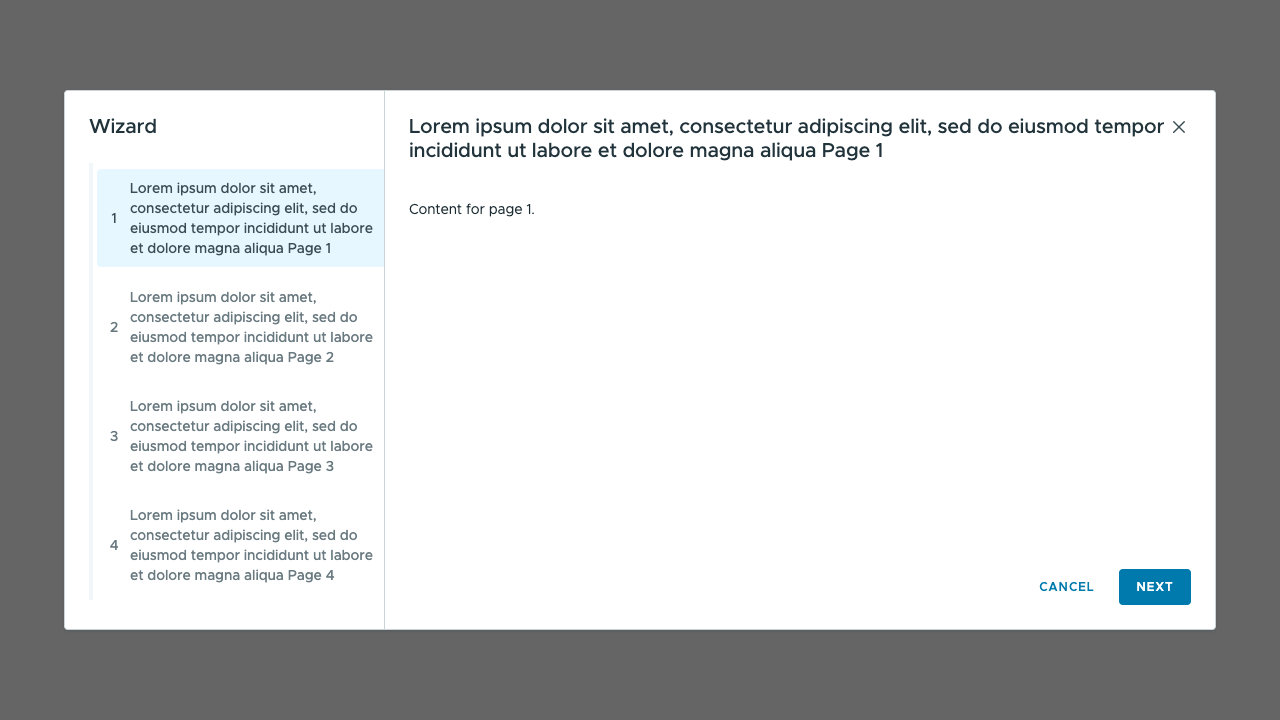 Wizard
1
Lorem ipsum dolor sit amet,
consectetur adipiscing elit, sed do
eiusmod tempor incididunt ut labore
et dolore magna aliqua Page 1
2
Lorem ipsum dolor sit amet,
consectetur adipiscing elit, sed do
eiusmod tempor incididunt ut labore
et dolore magna aliqua Page 2
3
Lorem ipsum dolor sit amet,
consectetur adipiscing elit, sed do
eiusmod tempor incididunt ut labore
et dolore magna aliqua Page 3
4
Lorem ipsum dolor sit amet,
consectetur adipiscing elit, sed do
eiusmod tempor incididunt ut labore
et dolore magna aliqua Page 4
Lorem ipsum dolor sit amet, consectetur adipiscing elit, sed do eiusmod tempor
incididunt ut labore et dolore magna aliqua Page 1
Content for page 1.
CANCEL
NEXT